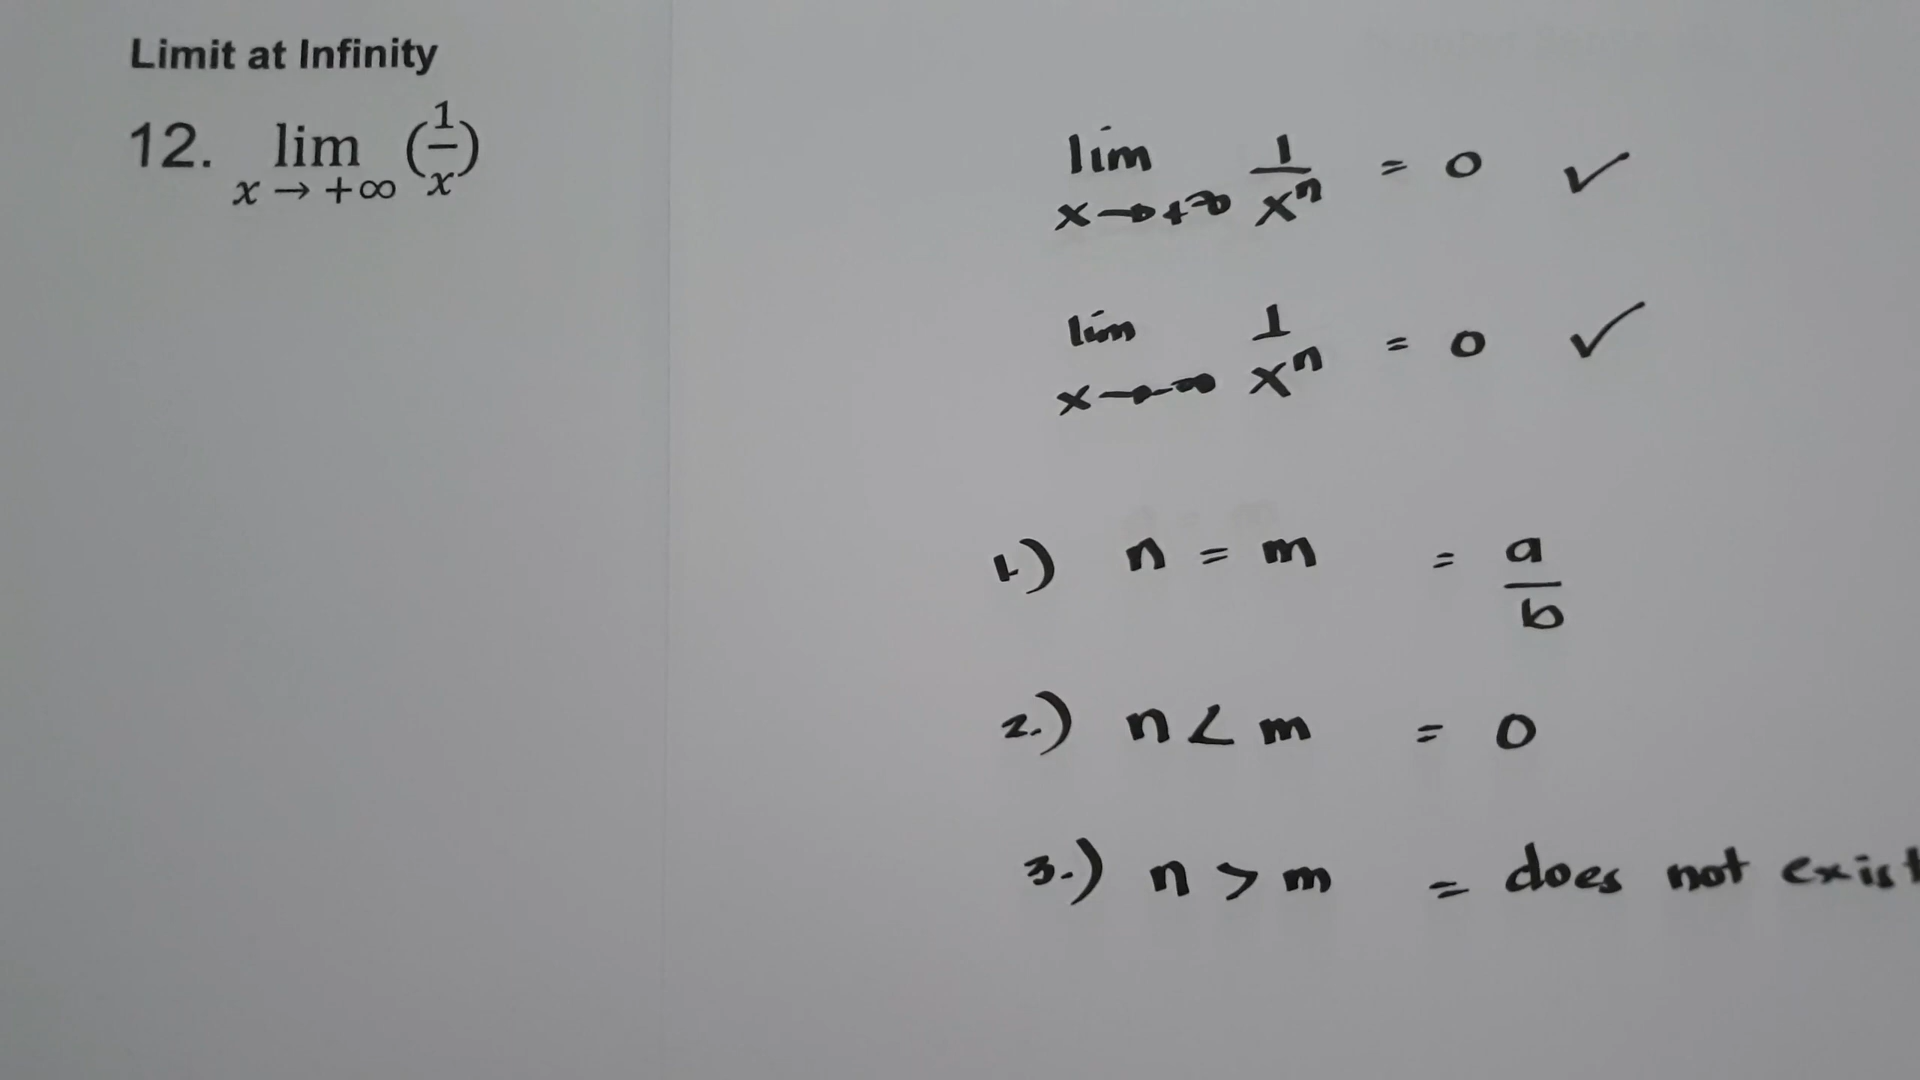 Limit at Infinity
12. lim x → +∞ (1/x)
lim x→+∞ 1/xⁿ = 0 ✓
lim x→-∞ 1/xⁿ = 0 ✓
1.) n = m = a/b
2.) n < m = 0
3.) n > m = does not exist